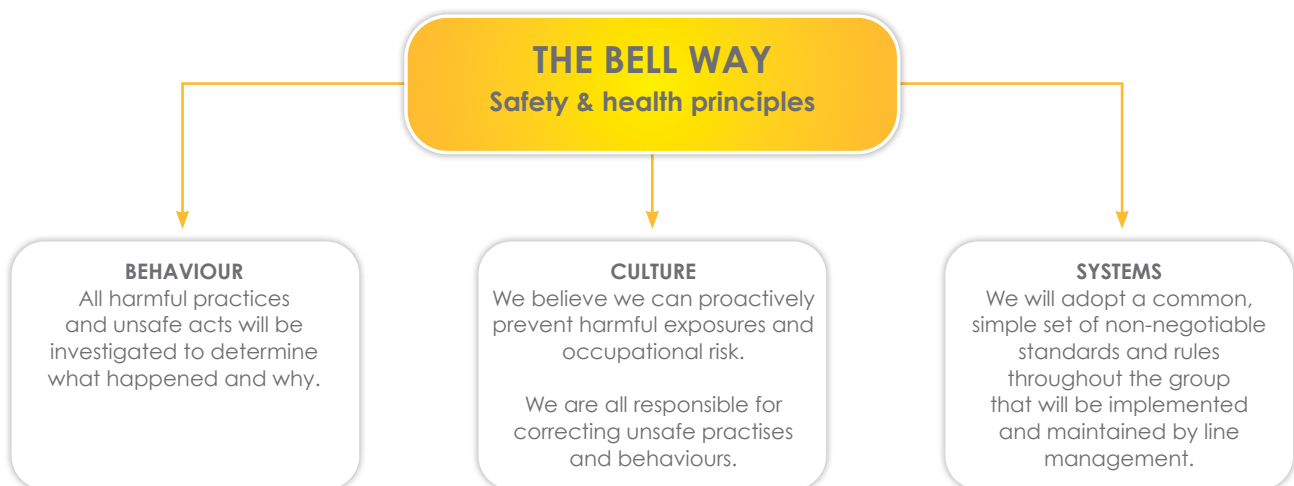 THE BELL WAY
Safety & health principles
BEHAVIOUR
All harmful practices
and unsafe acts will be
investigated to determine
what happened and why.
CULTURE
We believe we can proactively
prevent harmful exposures and
occupational risk.
We are all responsible for
correcting unsafe practises
and behaviours.
SYSTEMS
We will adopt a common,
simple set of non-negotiable
standards and rules
throughout the group
that will be implemented
and maintained by line
management.